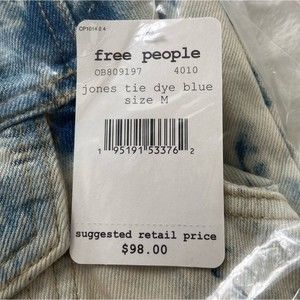 free people
OB809197 4010
jones tie dye blue
size M
1 95191 53376 2
suggested retail price
$98.00